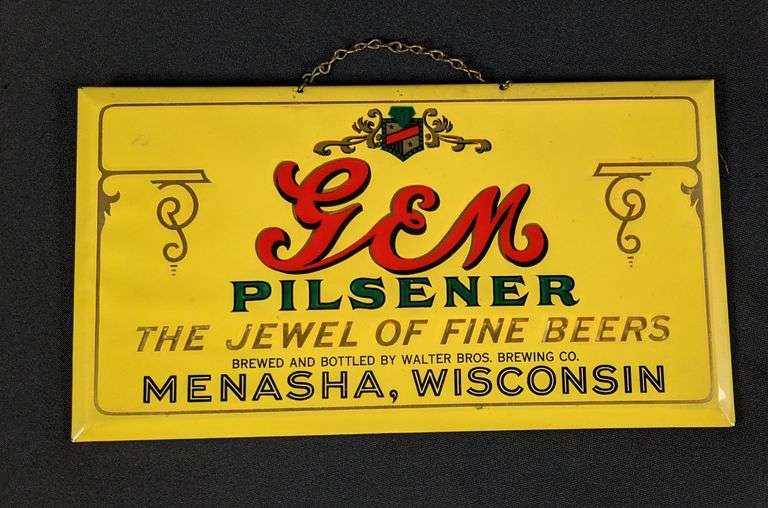 GEM
PILSENER
THE JEWEL OF FINE BEERS
BREWED AND BOTTLED BY WALTER BROS. BREWING CO.
MENASHA, WISCONSIN